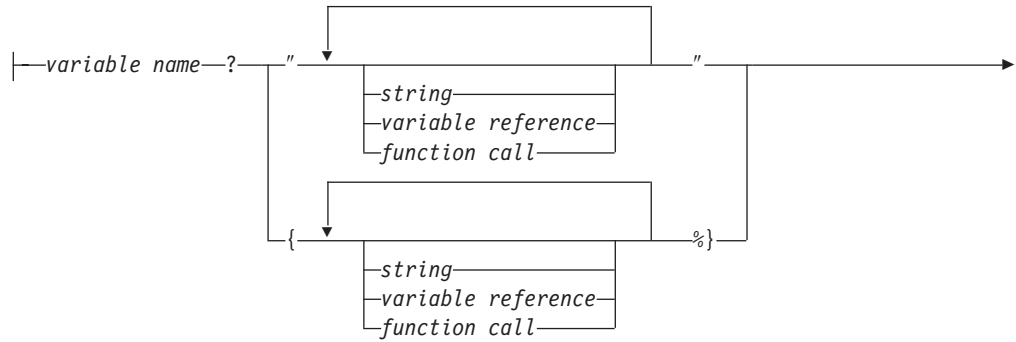 variable name ? " "
string
variable reference
function call
{ %}
string
variable reference
function call